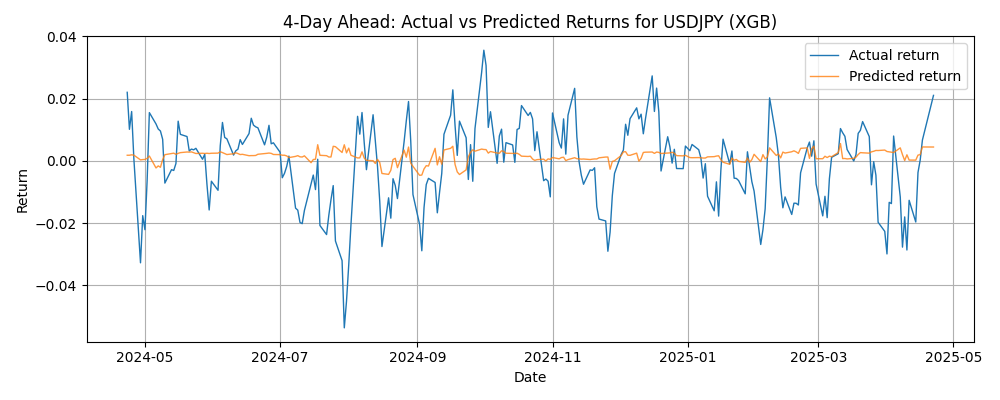 4-Day Ahead: Actual vs Predicted Returns for USDJPY (XGB)
Return
0.04
0.02
0.00
−0.02
−0.04
Actual return
Predicted return
2024-05
2024-07
2024-09
2024-11
2025-01
2025-03
2025-05
Date